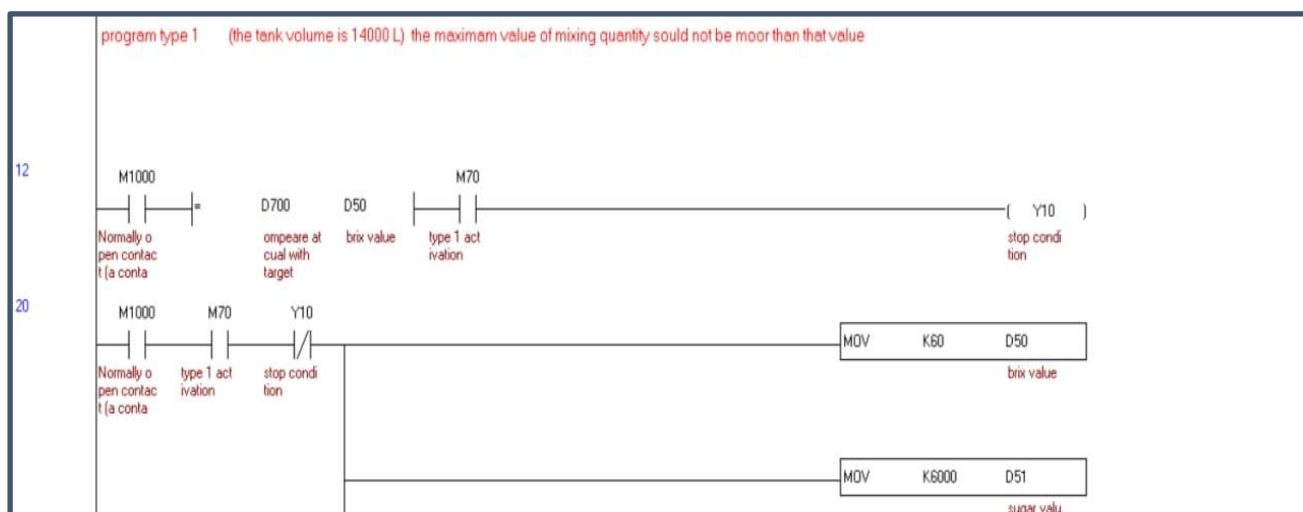 program type 1 (the tank volume is 14000 L) the maximam value of mixing quantity sould not be moor than that value
12
M1000 M70
= D700 D50 ( Y10 )
Normally o ompeare at brix value type 1 act stop condi
pen contac cual with ivation tion
t (a conta target
20
M1000 M70 Y10
MOV K60 D50
Normally o type 1 act stop condi brix value
pen contac ivation tion
t (a conta
MOV K6000 D51
sugar valu